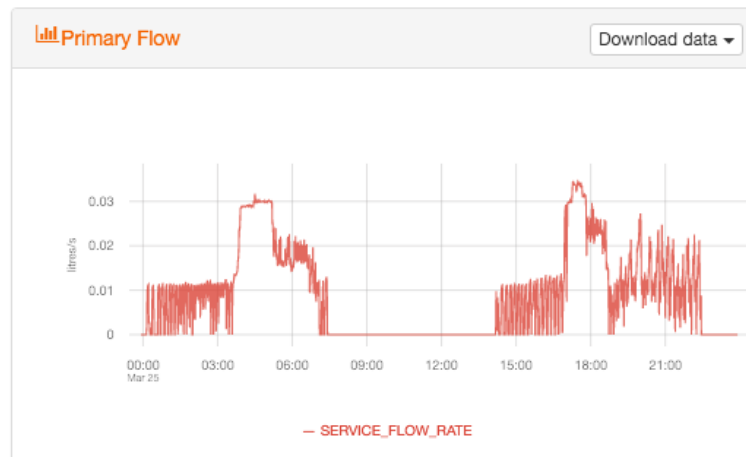 Primary Flow
Download data
0.03
0.02
0.01
0
litres/s
00:00 03:00 06:00 09:00 12:00 15:00 18:00 21:00
Mar 25
SERVICE_FLOW_RATE